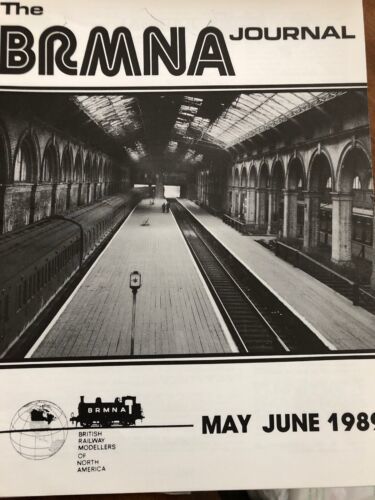 The
BRMNA JOURNAL
BRMNA
BRITISH
RAILWAY
MODELLERS
OF
NORTH
AMERICA
MAY JUNE 1989